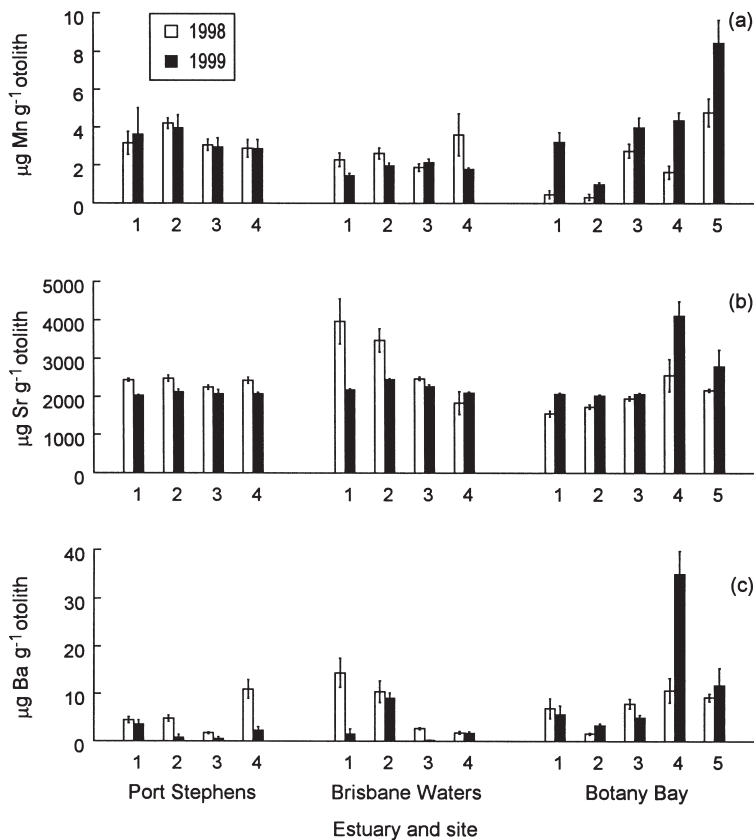 (a)
1998
1999
µg Mn g⁻¹ otolith
10
8
6
4
2
0
1 2 3 4 1 2 3 4 1 2 3 4 5
(b)
µg Sr g⁻¹ otolith
5000
4000
3000
2000
1000
0
1 2 3 4 1 2 3 4 1 2 3 4 5
(c)
µg Ba g⁻¹ otolith
40
30
20
10
0
1 2 3 4 1 2 3 4 1 2 3 4 5
Port Stephens Brisbane Waters Botany Bay
Estuary and site